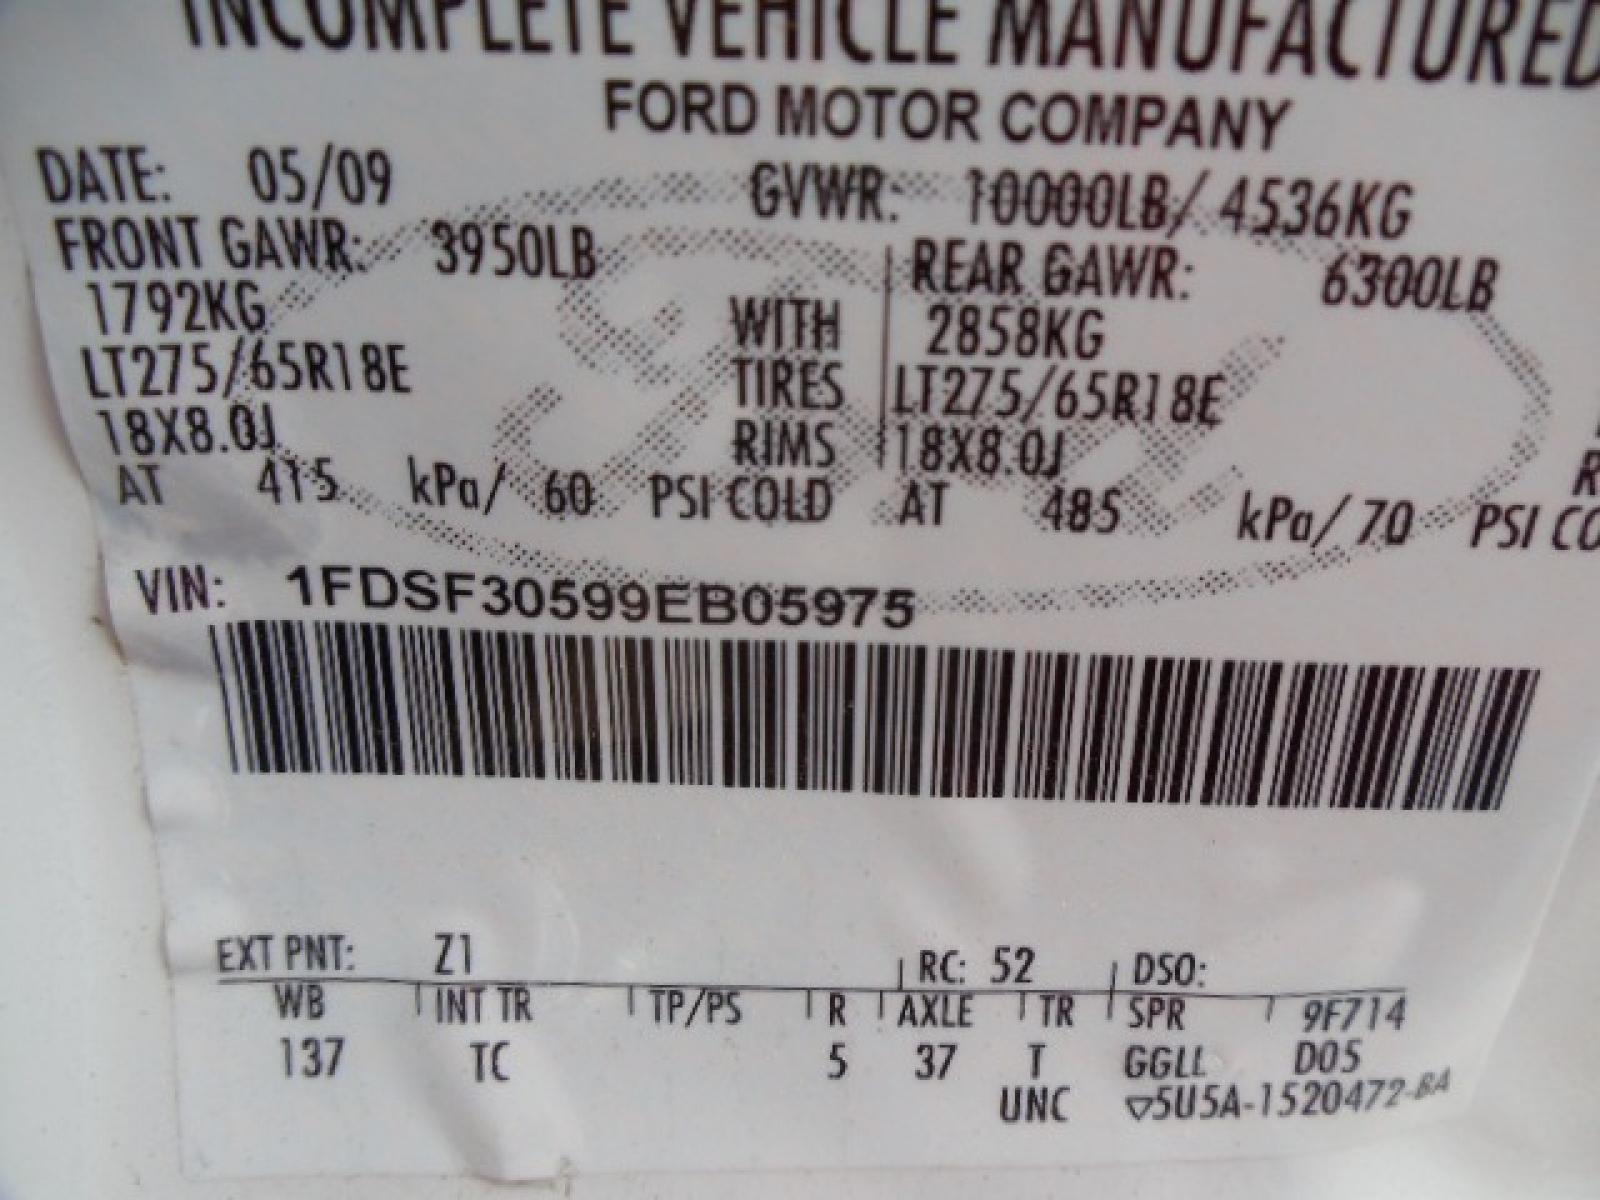 INCOMPLETE VEHICLE MANUFACTURED
FORD MOTOR COMPANY
DATE: 05/09 GVWR: 10000LB/ 4536KG
FRONT GAWR: 3950LB REAR GAWR: 6300LB
1792KG WITH 2858KG
LT275/65R18E TIRES LT275/65R18E
18X8.0J RIMS 18X8.0J
AT 415 kPa/ 60 PSI COLD AT 485 kPa/ 70 PSI CO
VIN: 1FDSF30599EB05975
EXT PNT: Z1 RC: 52 DSO:
WB INT TR TP/PS R AXLE TR SPR 9F714
137 TC 5 37 T GGLL D05
UNC ▽5U5A-1520472-BA